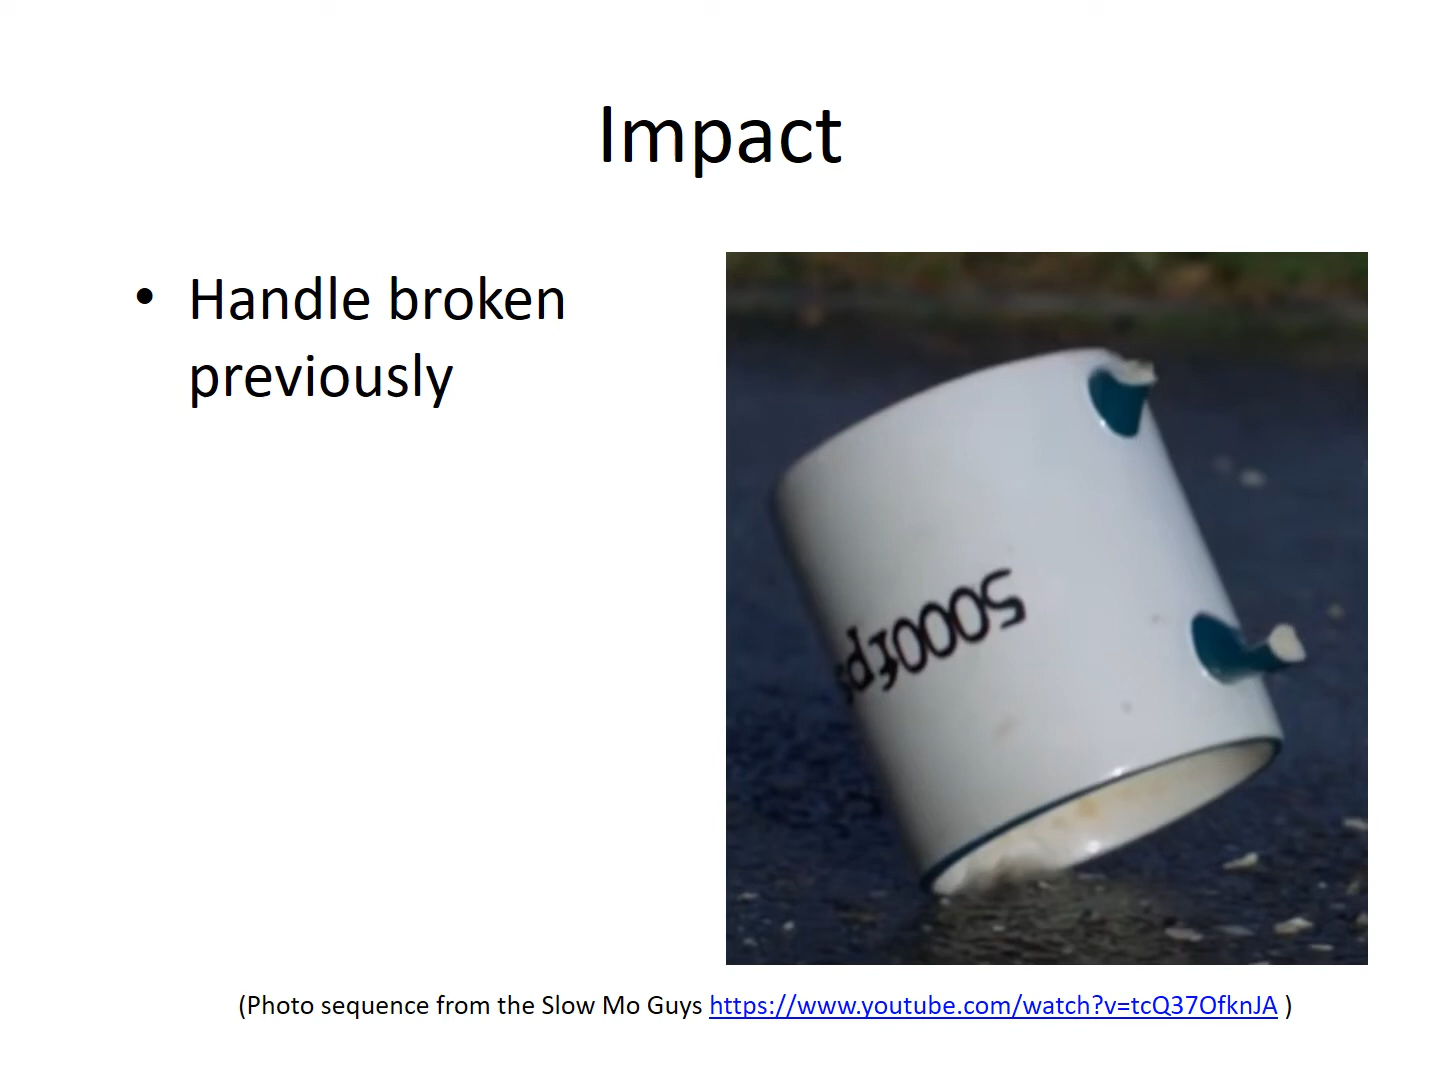 Impact
• Handle broken
previously
5000fps
(Photo sequence from the Slow Mo Guys https://www.youtube.com/watch?v=tcQ37OfknJA )